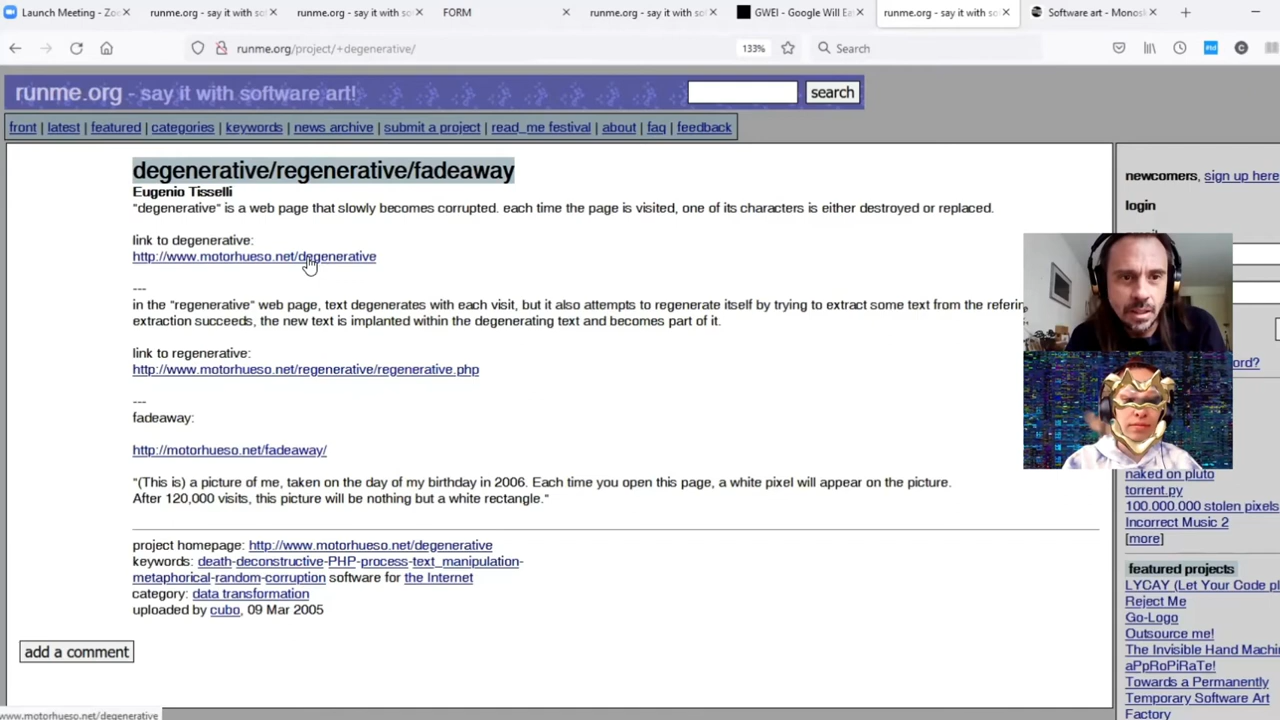 Launch Meeting - Zo
runme.org - say it with so
runme.org - say it with so
FORM
runme.org - say it with so
GWEI - Google Will Ea
runme.org - say it with so
Software art - Monos
runme.org/project/+degenerative/
133%
Search
runme.org - say it with software art!
search
front | latest | featured | categories | keywords | news archive | submit a project | read_me festival | about | faq | feedback
degenerative/regenerative/fadeaway
Eugenio Tisselli
"degenerative" is a web page that slowly becomes corrupted. each time the page is visited, one of its characters is either destroyed or replaced.
link to degenerative:
http://www.motorhueso.net/degenerative
---
in the "regenerative" web page, text degenerates with each visit, but it also attempts to regenerate itself by trying to extract some text from the referin
extraction succeeds, the new text is implanted within the degenerating text and becomes part of it.
link to regenerative:
http://www.motorhueso.net/regenerative/regenerative.php
---
fadeaway:
http://motorhueso.net/fadeaway/
"(This is) a picture of me, taken on the day of my birthday in 2006. Each time you open this page, a white pixel will appear on the picture.
After 120,000 visits, this picture will be nothing but a white rectangle."
project homepage: http://www.motorhueso.net/degenerative
keywords: death-deconstructive-PHP-process-text_manipulation-
metaphorical-random-corruption software for the Internet
category: data transformation
uploaded by cubo, 09 Mar 2005
add a comment
newcomers, sign up here
login
ord?
naked on pluto
torrent.py
100.000.000 stolen pixels
Incorrect Music 2
[more]
featured projects
LYCAY (Let Your Code pl
Reject Me
Go-Logo
Outsource me!
The Invisible Hand Machi
aPpRoPiRaTe!
Towards a Permanently
Temporary Software Art
Factory
www.motorhueso.net/degenerative